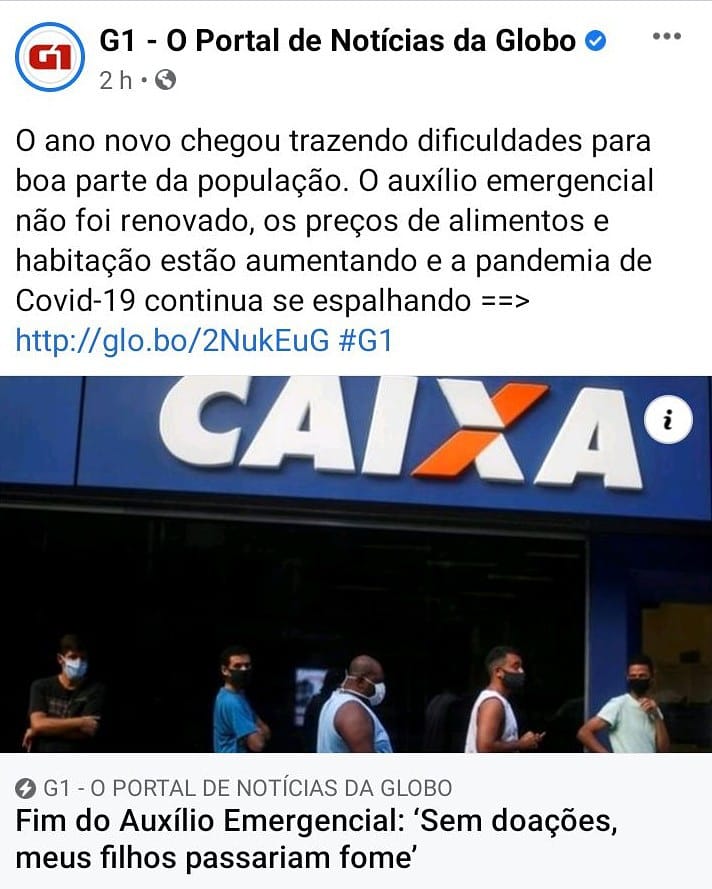 G1
G1 - O Portal de Notícias da Globo
2 h
O ano novo chegou trazendo dificuldades para
boa parte da população. O auxílio emergencial
não foi renovado, os preços de alimentos e
habitação estão aumentando e a pandemia de
Covid-19 continua se espalhando ==>
http://glo.bo/2NukEuG #G1
CAIXA
i
G1 - O PORTAL DE NOTÍCIAS DA GLOBO
Fim do Auxílio Emergencial: ‘Sem doações,
meus filhos passariam fome’